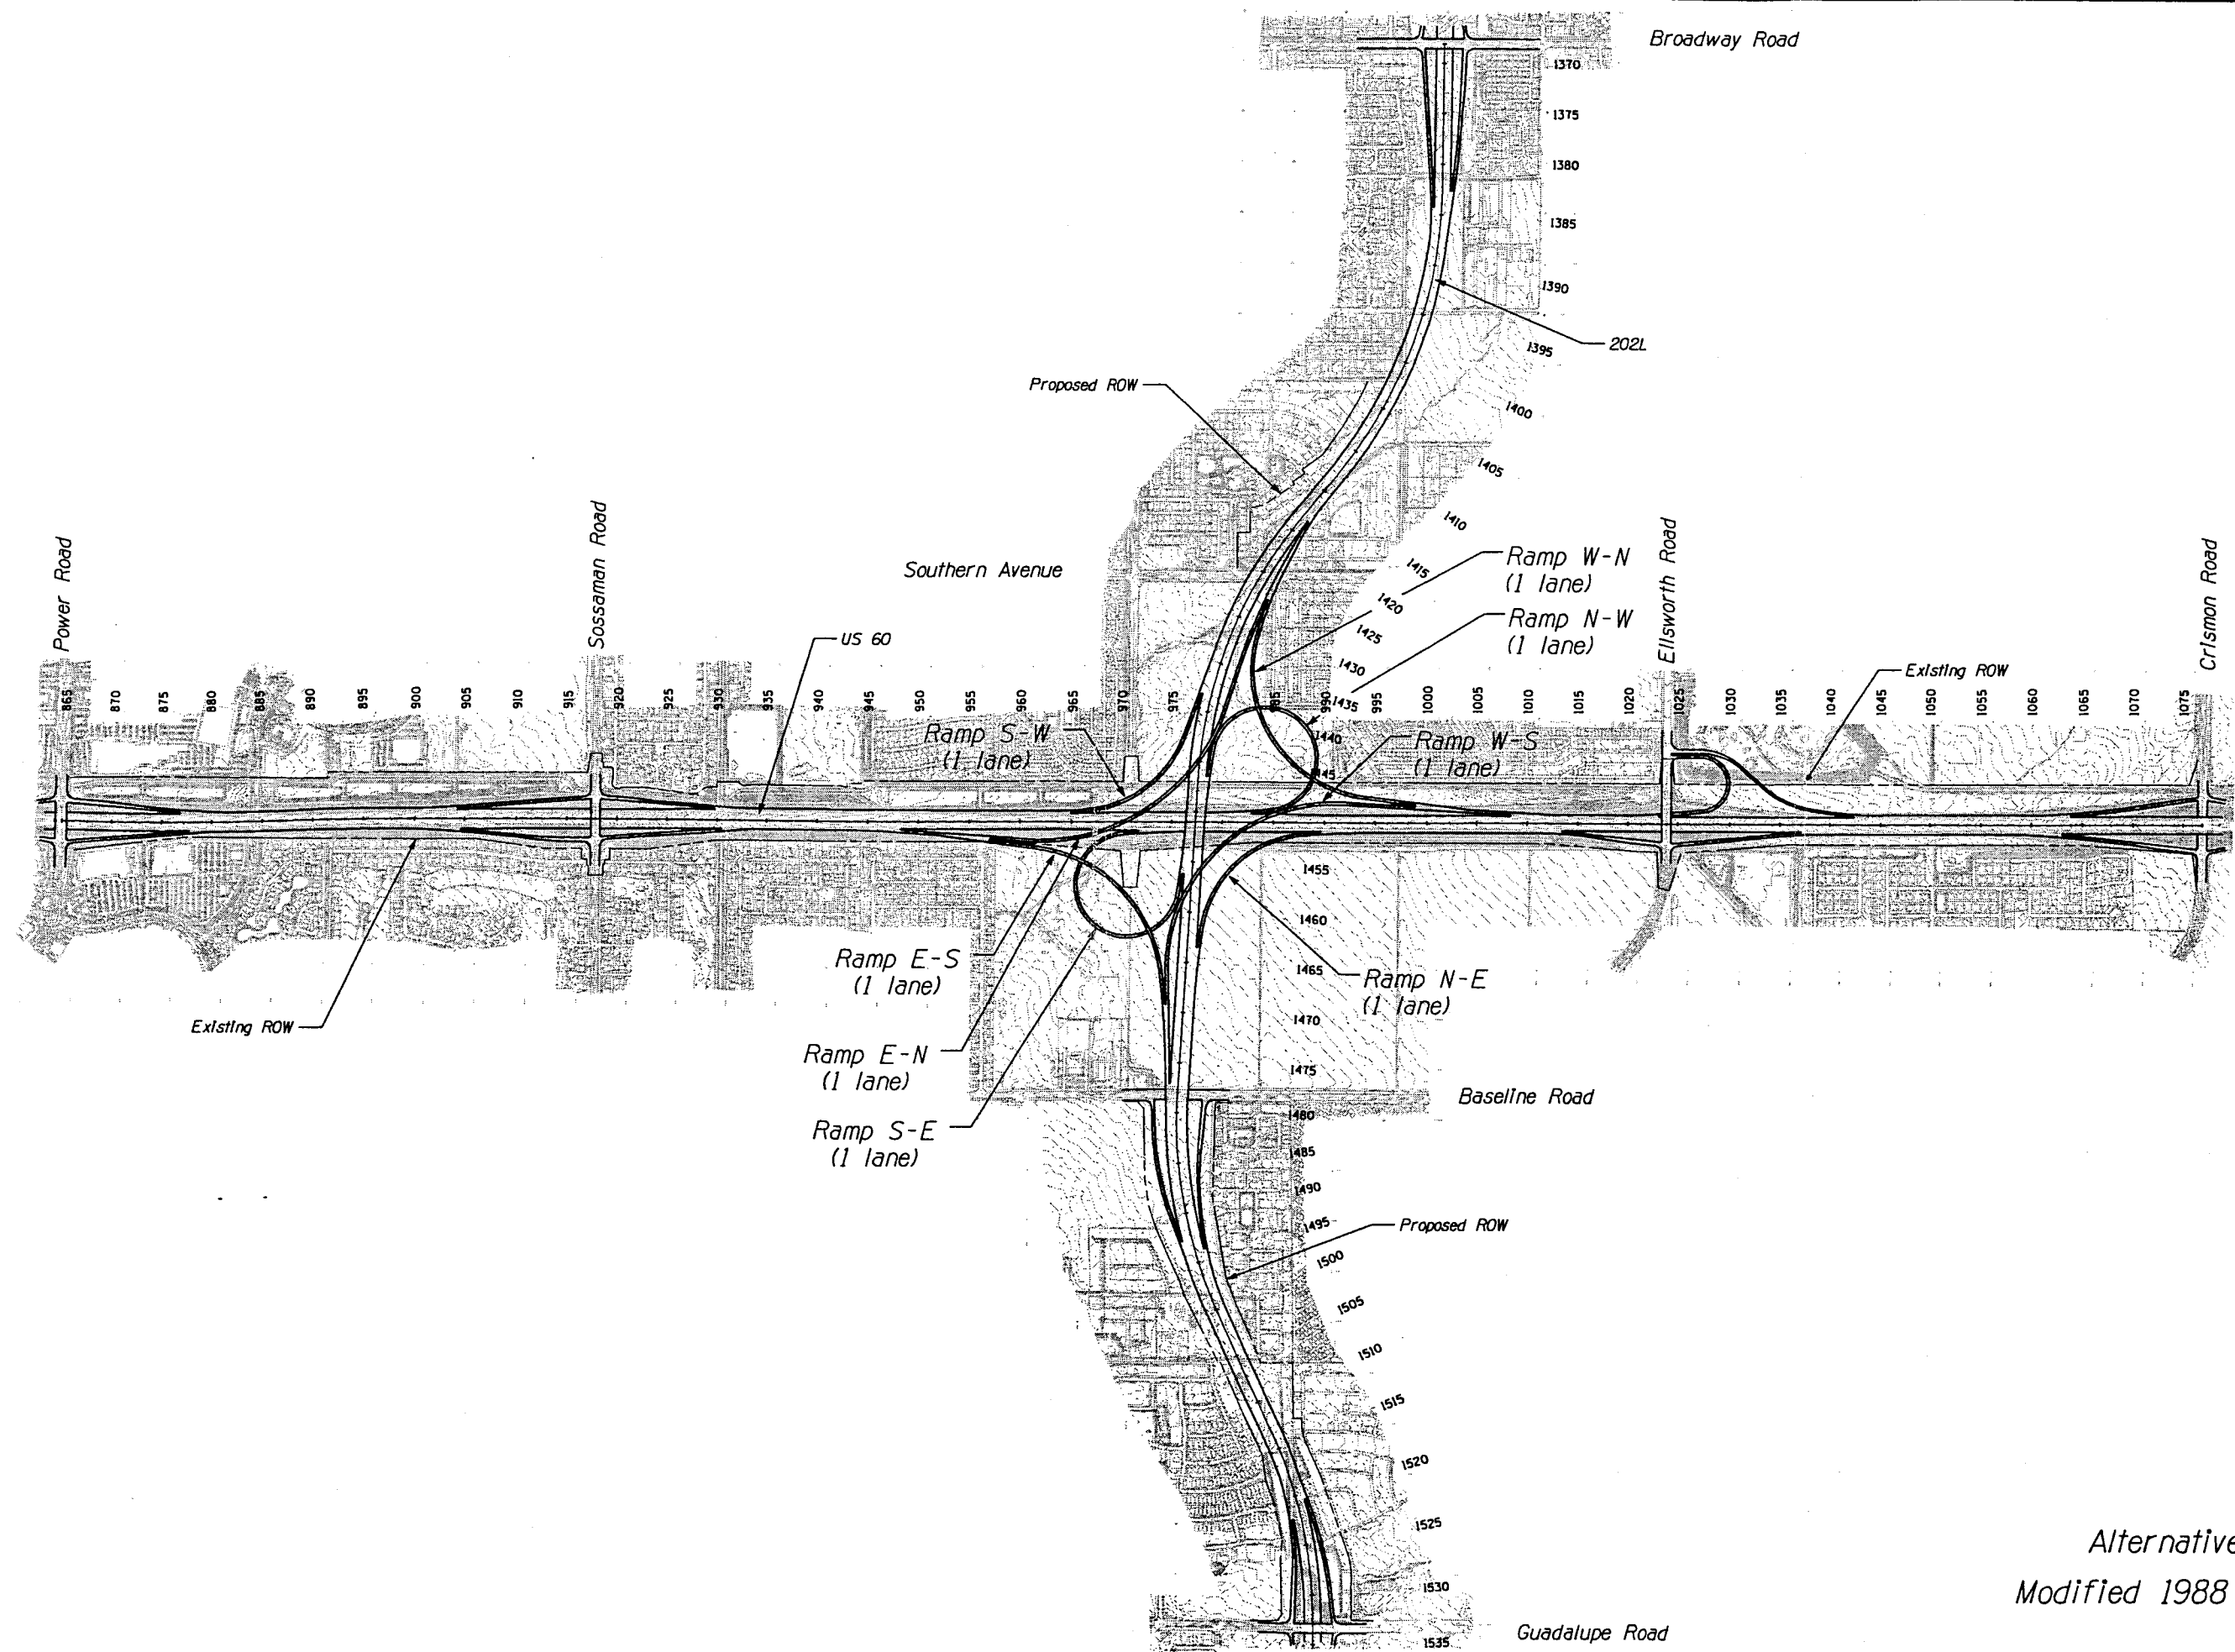 Broadway Road
1370
1375
1380
1385
1390
202L
1395
Proposed ROW
1400
1405
1410
Power Road
Sossaman Road
Southern Avenue
Ellsworth Road
Crismon Road
Ramp W-N
(1 lane)
1415
1420
Ramp N-W
(1 lane)
1425
US 60
1430
Existing ROW
865
870
875
880
885
890
895
900
905
910
915
920
925
930
935
940
945
950
955
960
965
970
975
985
990
995
1000
1005
1010
1015
1020
1025
1030
1035
1040
1045
1050
1055
1060
1065
1070
1075
1435
Ramp S-W
(1 lane)
1440
Ramp W-S
(1 lane)
45
1455
1460
Ramp E-S
(1 lane)
1465
Ramp N-E
(1 lane)
Existing ROW
1470
Ramp E-N
(1 lane)
1475
Baseline Road
1480
Ramp S-E
(1 lane)
1485
1490
1495
Proposed ROW
1500
1505
1510
1515
1520
1525
Alternative
1530
Modified 1988
Guadalupe Road
1535